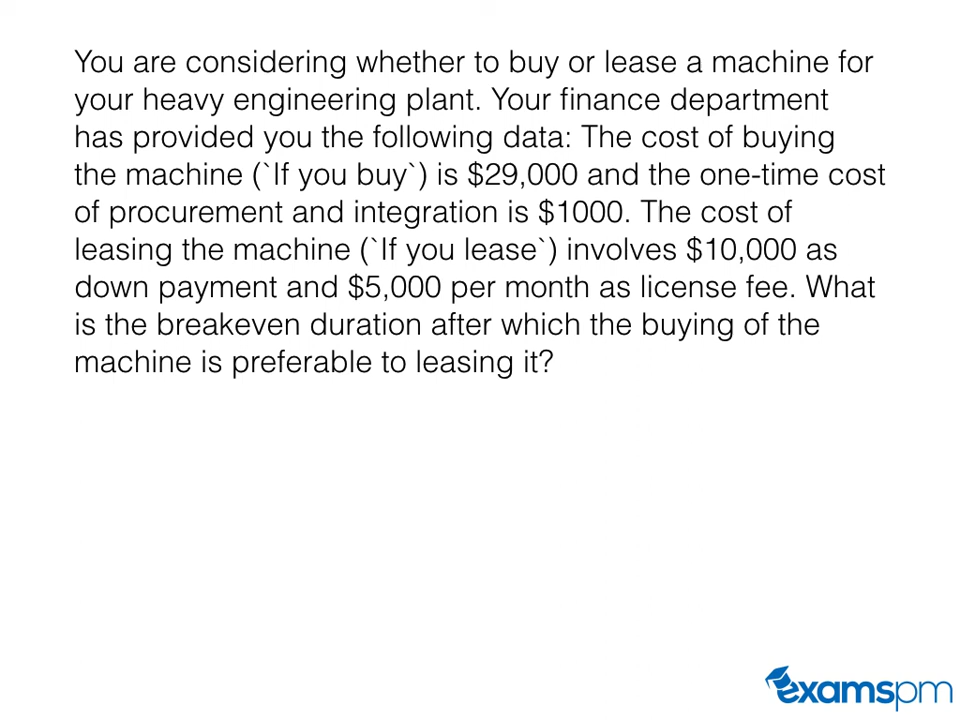 You are considering whether to buy or lease a machine for
your heavy engineering plant. Your finance department
has provided you the following data: The cost of buying
the machine (`If you buy`) is $29,000 and the one-time cost
of procurement and integration is $1000. The cost of
leasing the machine (`If you lease`) involves $10,000 as
down payment and $5,000 per month as license fee. What
is the breakeven duration after which the buying of the
machine is preferable to leasing it?
examspm